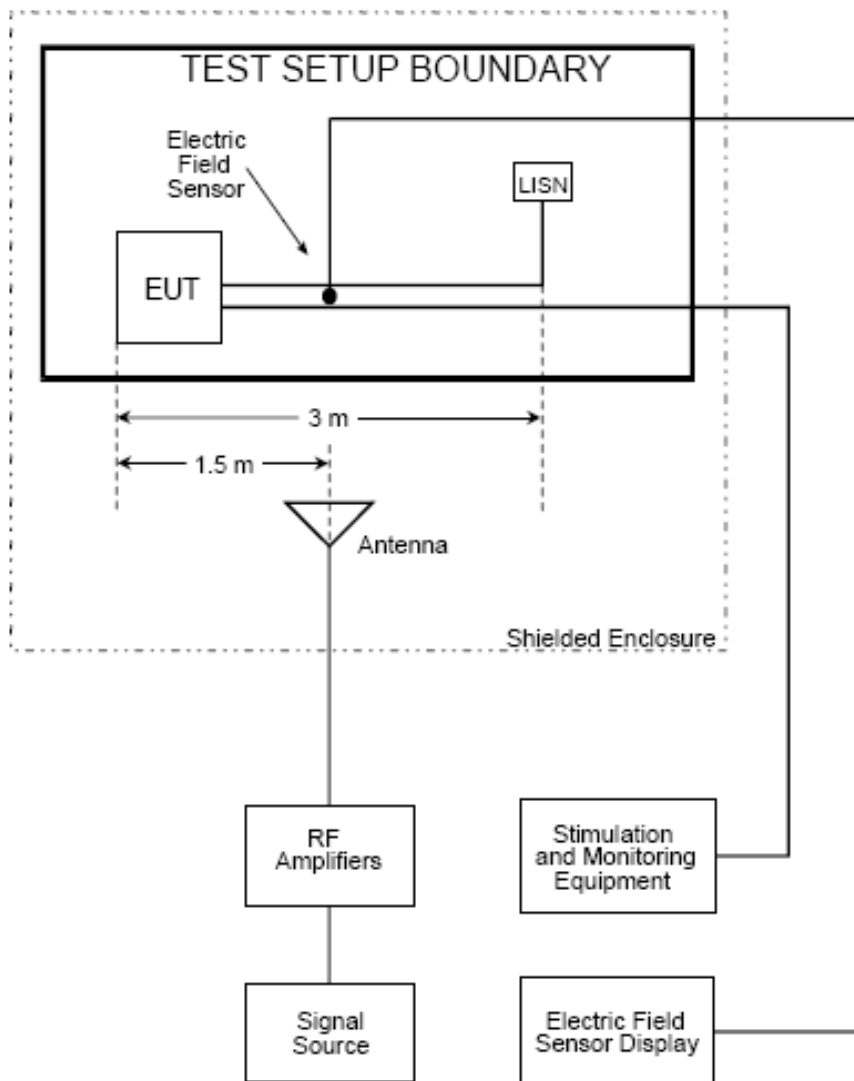 TEST SETUP BOUNDARY
Electric
Field
Sensor
LISN
EUT
3 m
1.5 m
Antenna
Shielded Enclosure
RF
Amplifiers
Stimulation
and Monitoring
Equipment
Signal
Source
Electric Field
Sensor Display